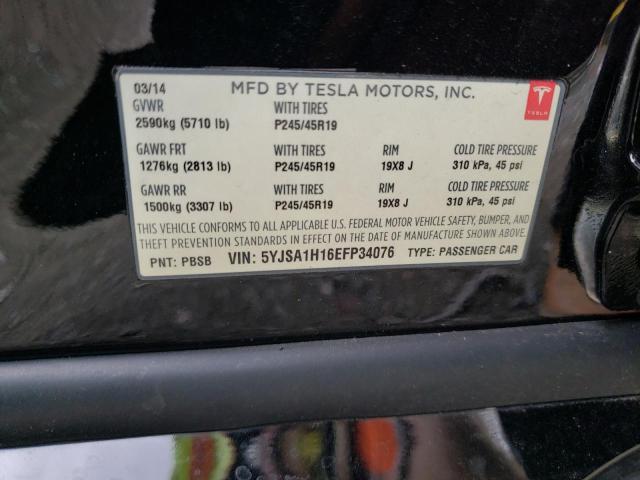 03/14 MFD BY TESLA MOTORS, INC.
GVWR WITH TIRES
2590kg (5710 lb) P245/45R19
TESLA
GAWR FRT WITH TIRES RIM COLD TIRE PRESSURE
1276kg (2813 lb) P245/45R19 19X8 J 310 kPa, 45 psi
GAWR RR WITH TIRES RIM COLD TIRE PRESSURE
1500kg (3307 lb) P245/45R19 19X8 J 310 kPa, 45 psi
THIS VEHICLE CONFORMS TO ALL APPLICABLE U.S. FEDERAL MOTOR VEHICLE SAFETY, BUMPER, AND
THEFT PREVENTION STANDARDS IN EFFECT ON THE DATE OF MANUFACTURE SHOWN ABOVE.
PNT: PBSB VIN: 5YJSA1H16EFP34076 TYPE: PASSENGER CAR